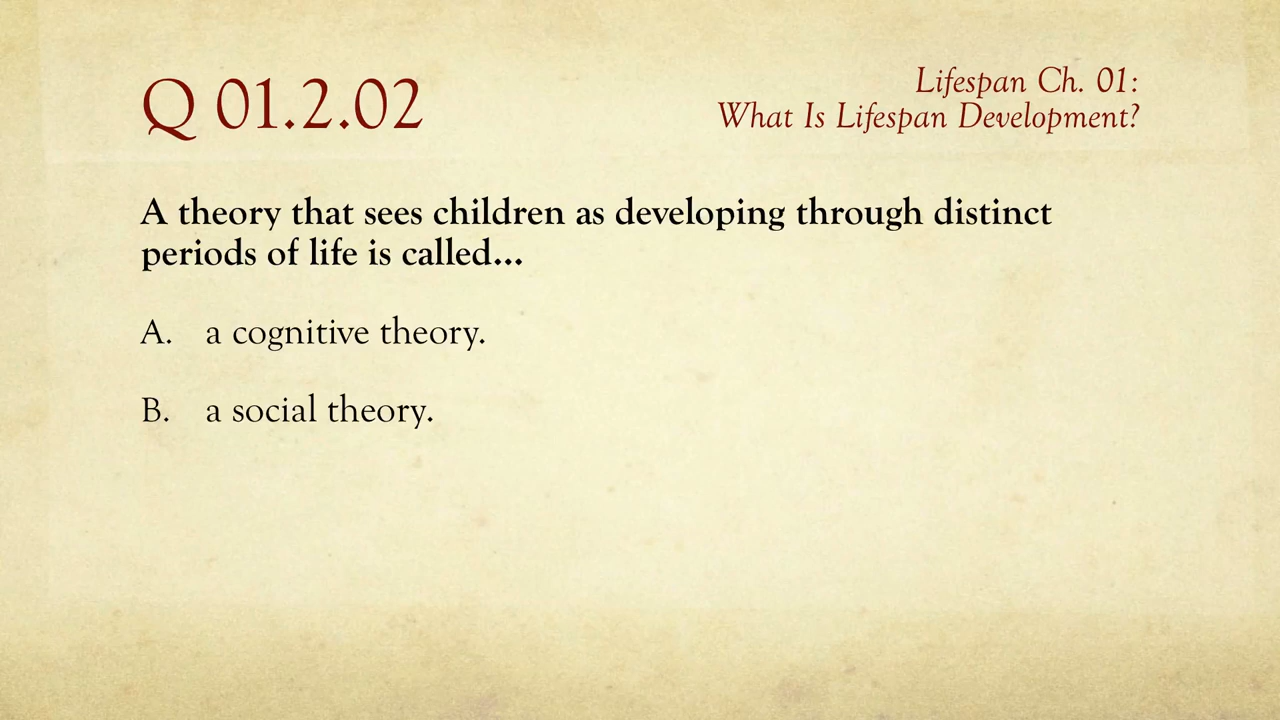 Q 01.2.02
Lifespan Ch. 01:
What Is Lifespan Development?
A theory that sees children as developing through distinct
periods of life is called...
A. a cognitive theory.
B. a social theory.